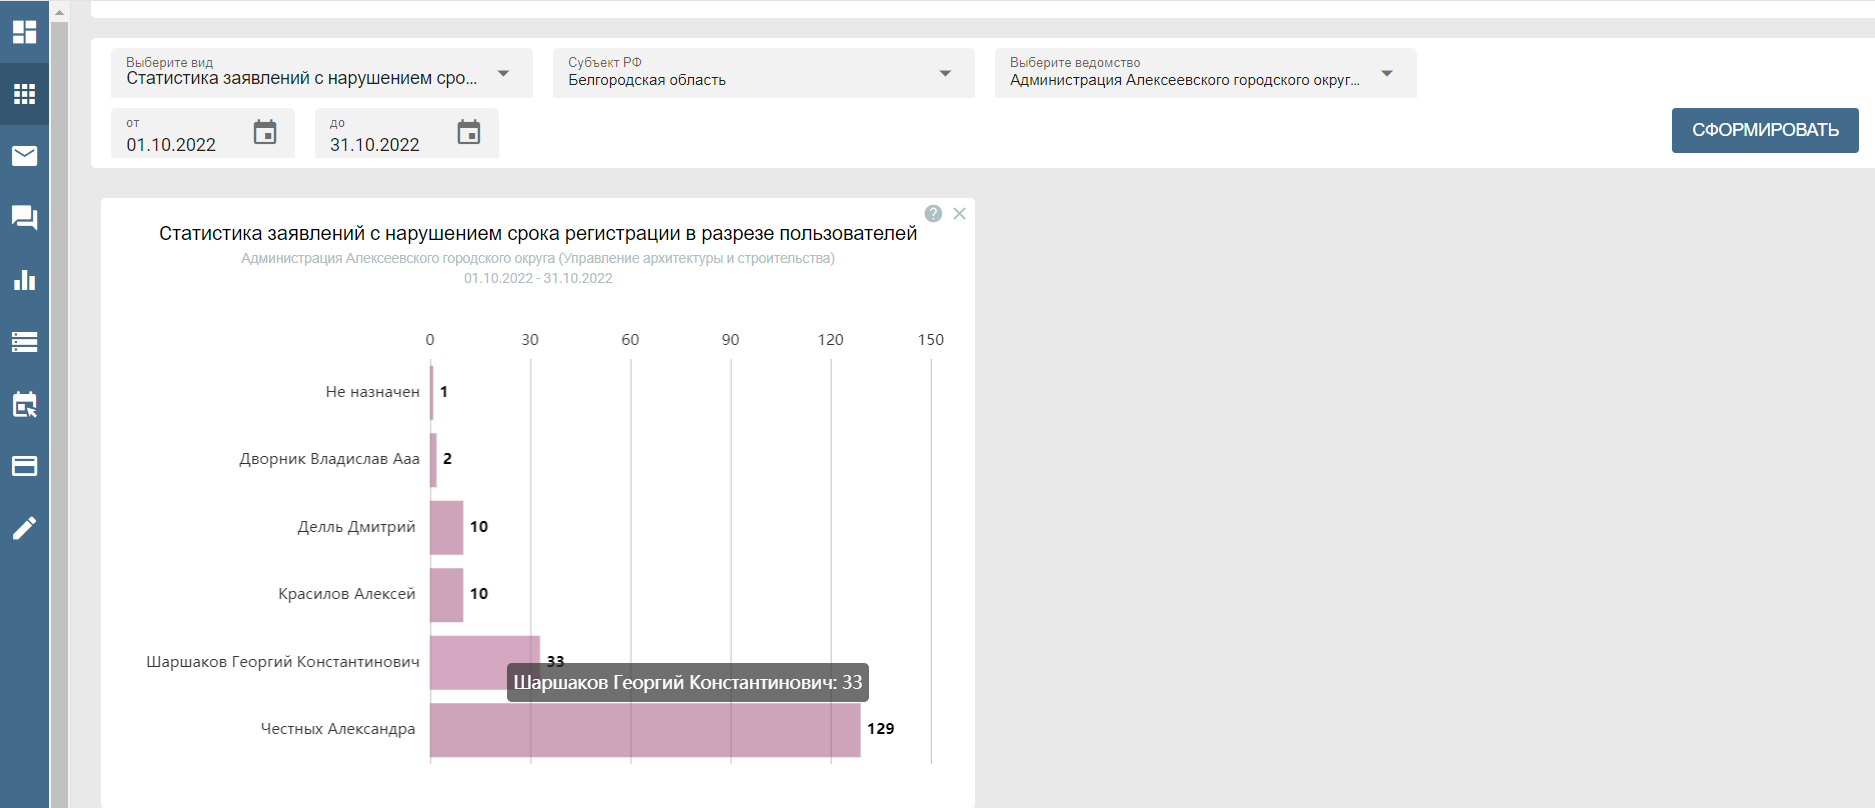 Выберите вид
Статистика заявлений с нарушением сро...
Субъект РФ
Белгородская область
Выберите ведомство
Администрация Алексеевского городского округ...
от
01.10.2022
до
31.10.2022
СФОРМИРОВАТЬ
Статистика заявлений с нарушением срока регистрации в разрезе пользователей
Администрация Алексеевского городского округа (Управление архитектуры и строительства)
01.10.2022 - 31.10.2022
0 30 60 90 120 150
Не назначен 1
Дворник Владислав Ааа 2
Делль Дмитрий 10
Красилов Алексей 10
Шаршаков Георгий Константинович 33
Шаршаков Георгий Константинович: 33
Честных Александра 129